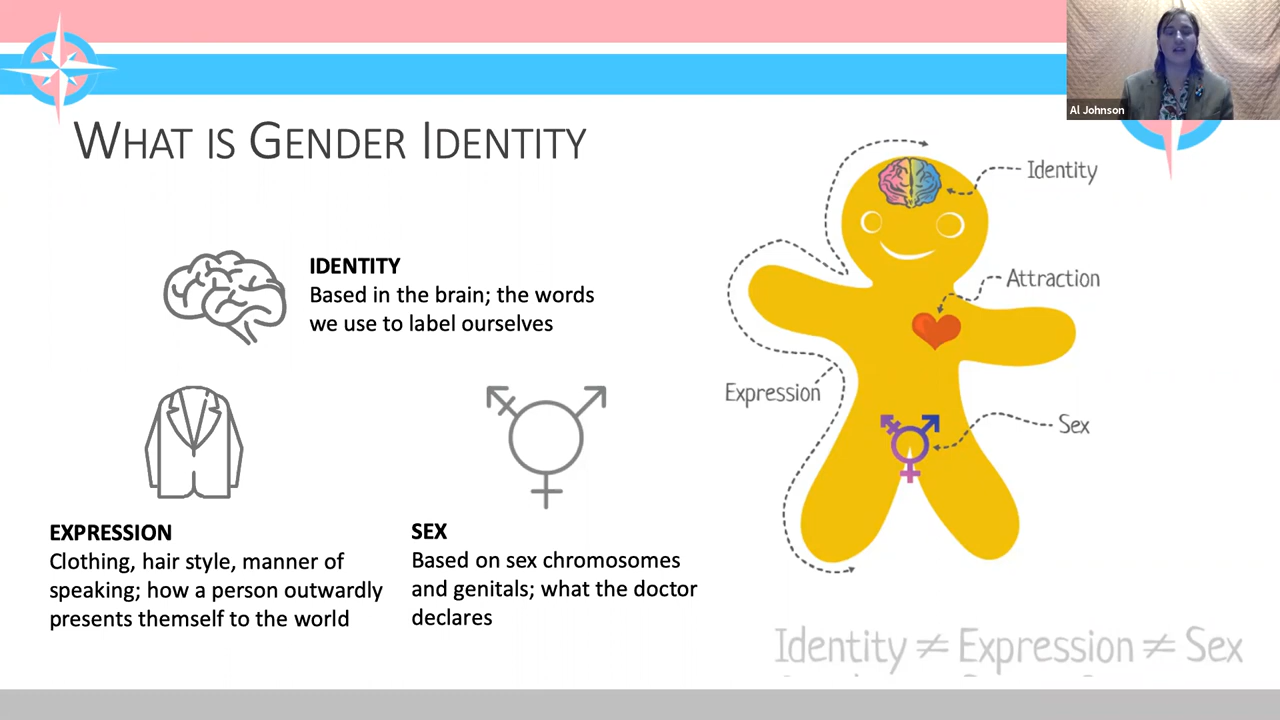 Al Johnson
WHAT IS GENDER IDENTITY
IDENTITY
Based in the brain; the words
we use to label ourselves
EXPRESSION
Clothing, hair style, manner of
speaking; how a person outwardly
presents themself to the world
SEX
Based on sex chromosomes
and genitals; what the doctor
declares
Identity
Attraction
Expression
Sex
Identity ≠ Expression ≠ Sex